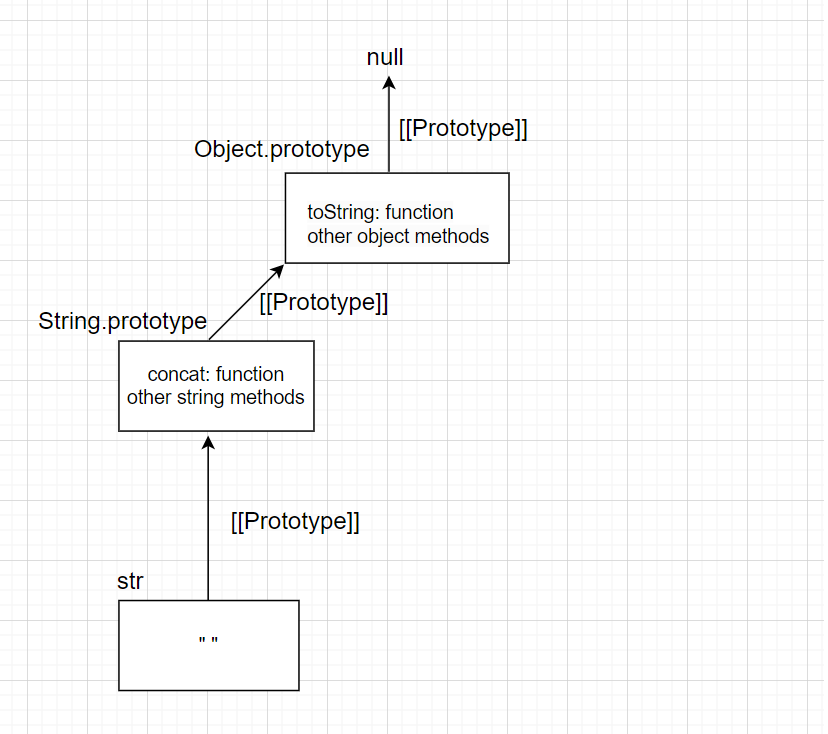 null
[[Prototype]]
Object.prototype
toString: function
other object methods
[[Prototype]]
String.prototype
concat: function
other string methods
[[Prototype]]
str
" "